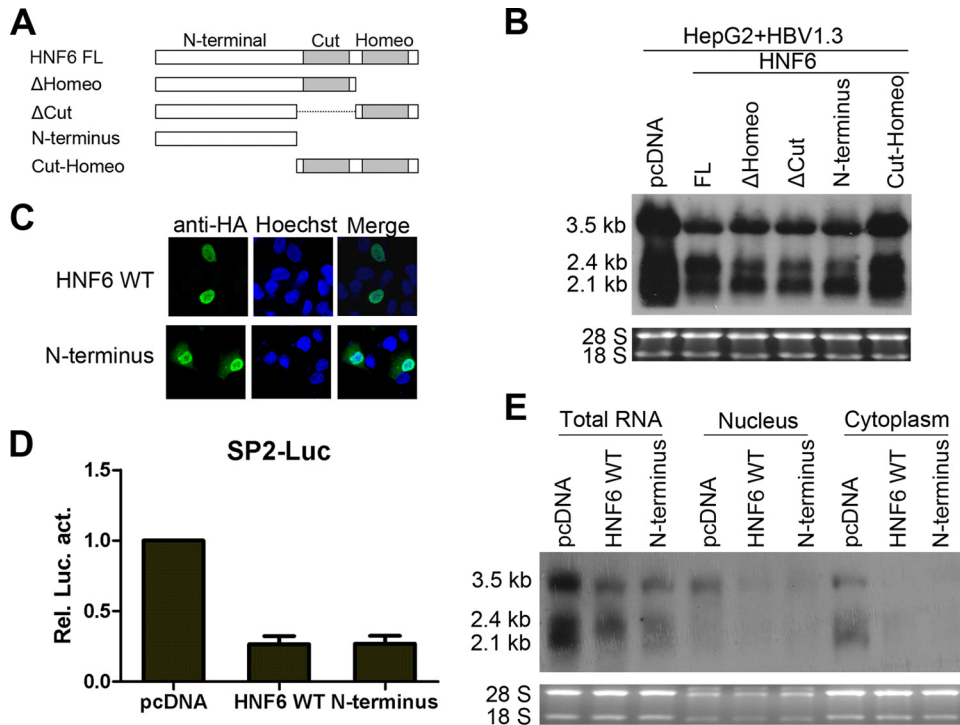 A
N-terminal Cut Homeo
HNF6 FL
ΔHomeo
ΔCut
N-terminus
Cut-Homeo
B
HepG2+HBV1.3
HNF6
pcDNA FL ΔHomeo ΔCut N-terminus Cut-Homeo
3.5 kb
2.4 kb
2.1 kb
28 S
18 S
C
anti-HA Hoechst Merge
HNF6 WT
N-terminus
D
SP2-Luc
Rel. Luc. act.
1.5
1.0
0.5
0.0
pcDNA HNF6 WT N-terminus
E
Total RNA Nucleus Cytoplasm
pcDNA HNF6 WT N-terminus pcDNA HNF6 WT N-terminus pcDNA HNF6 WT N-terminus
3.5 kb
2.4 kb
2.1 kb
28 S
18 S